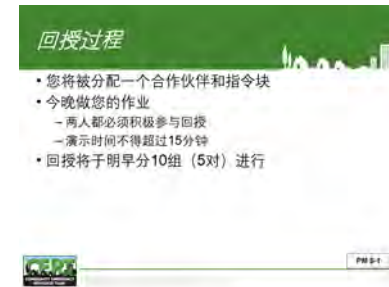 回授过程
• 您将被分配一个合作伙伴和指令块
• 今晚做您的作业
– 两人都必须积极参与回授
– 演示时间不得超过15分钟
• 回授将于明早分10组（5对）进行
CERT